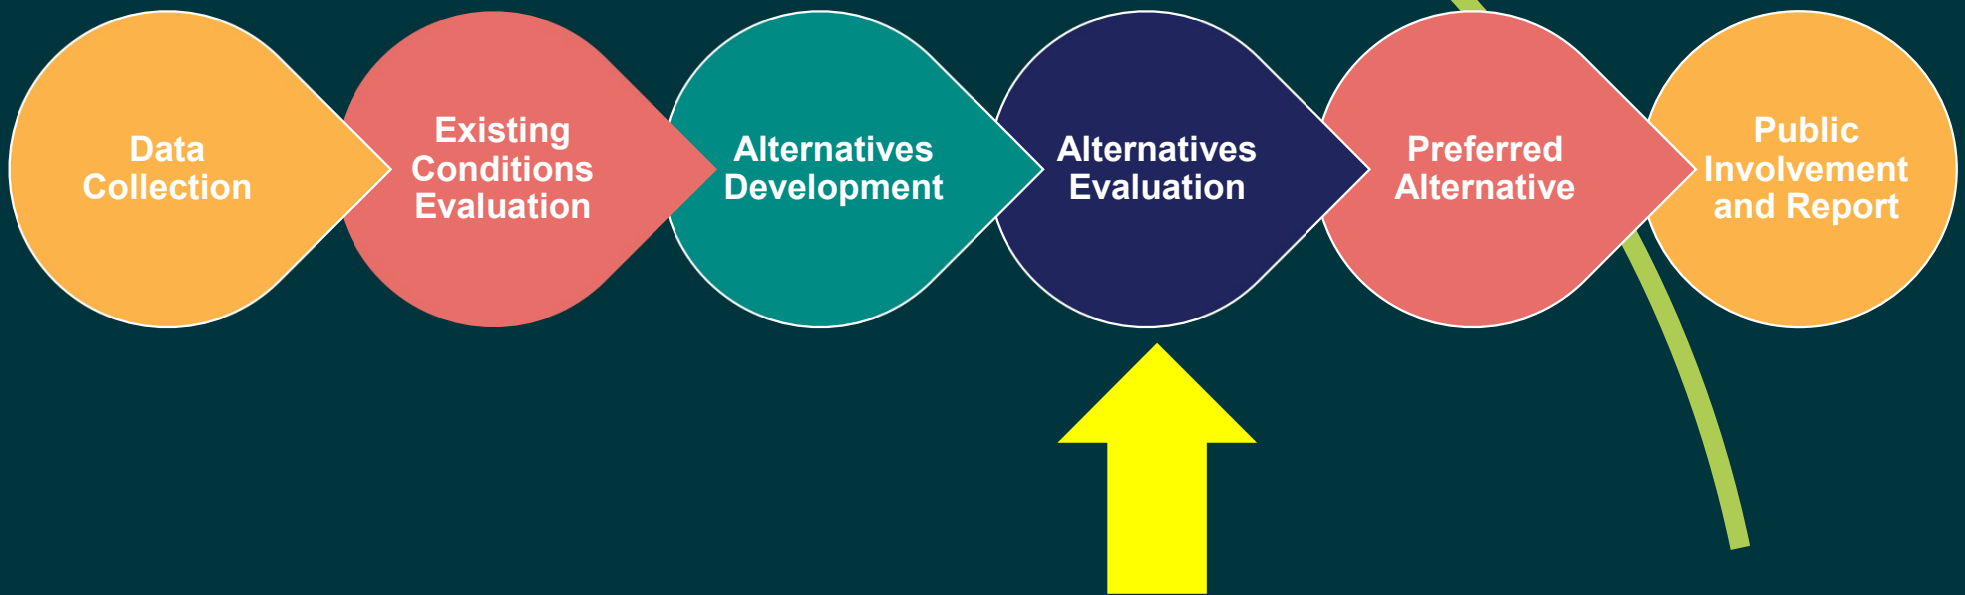 Data
Collection
Existing
Conditions
Evaluation
Alternatives
Development
Alternatives
Evaluation
Preferred
Alternative
Public
Involvement
and Report